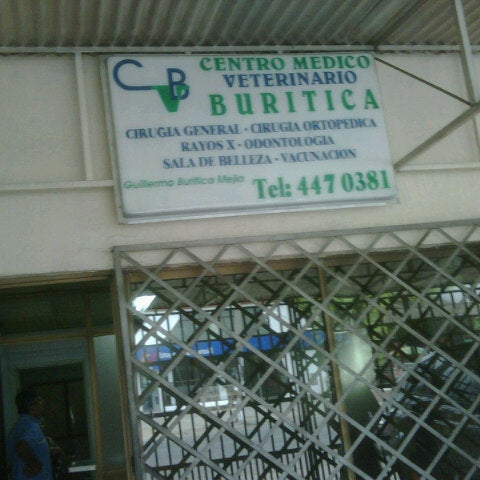 CVB
CENTRO MEDICO
VETERINARIO
BURITICA
CIRUGIA GENERAL - CIRUGIA ORTOPEDICA
RAYOS X - ODONTOLOGIA
SALA DE BELLEZA - VACUNACION
Guillermo Buritica Mejia
Tel: 447 0381